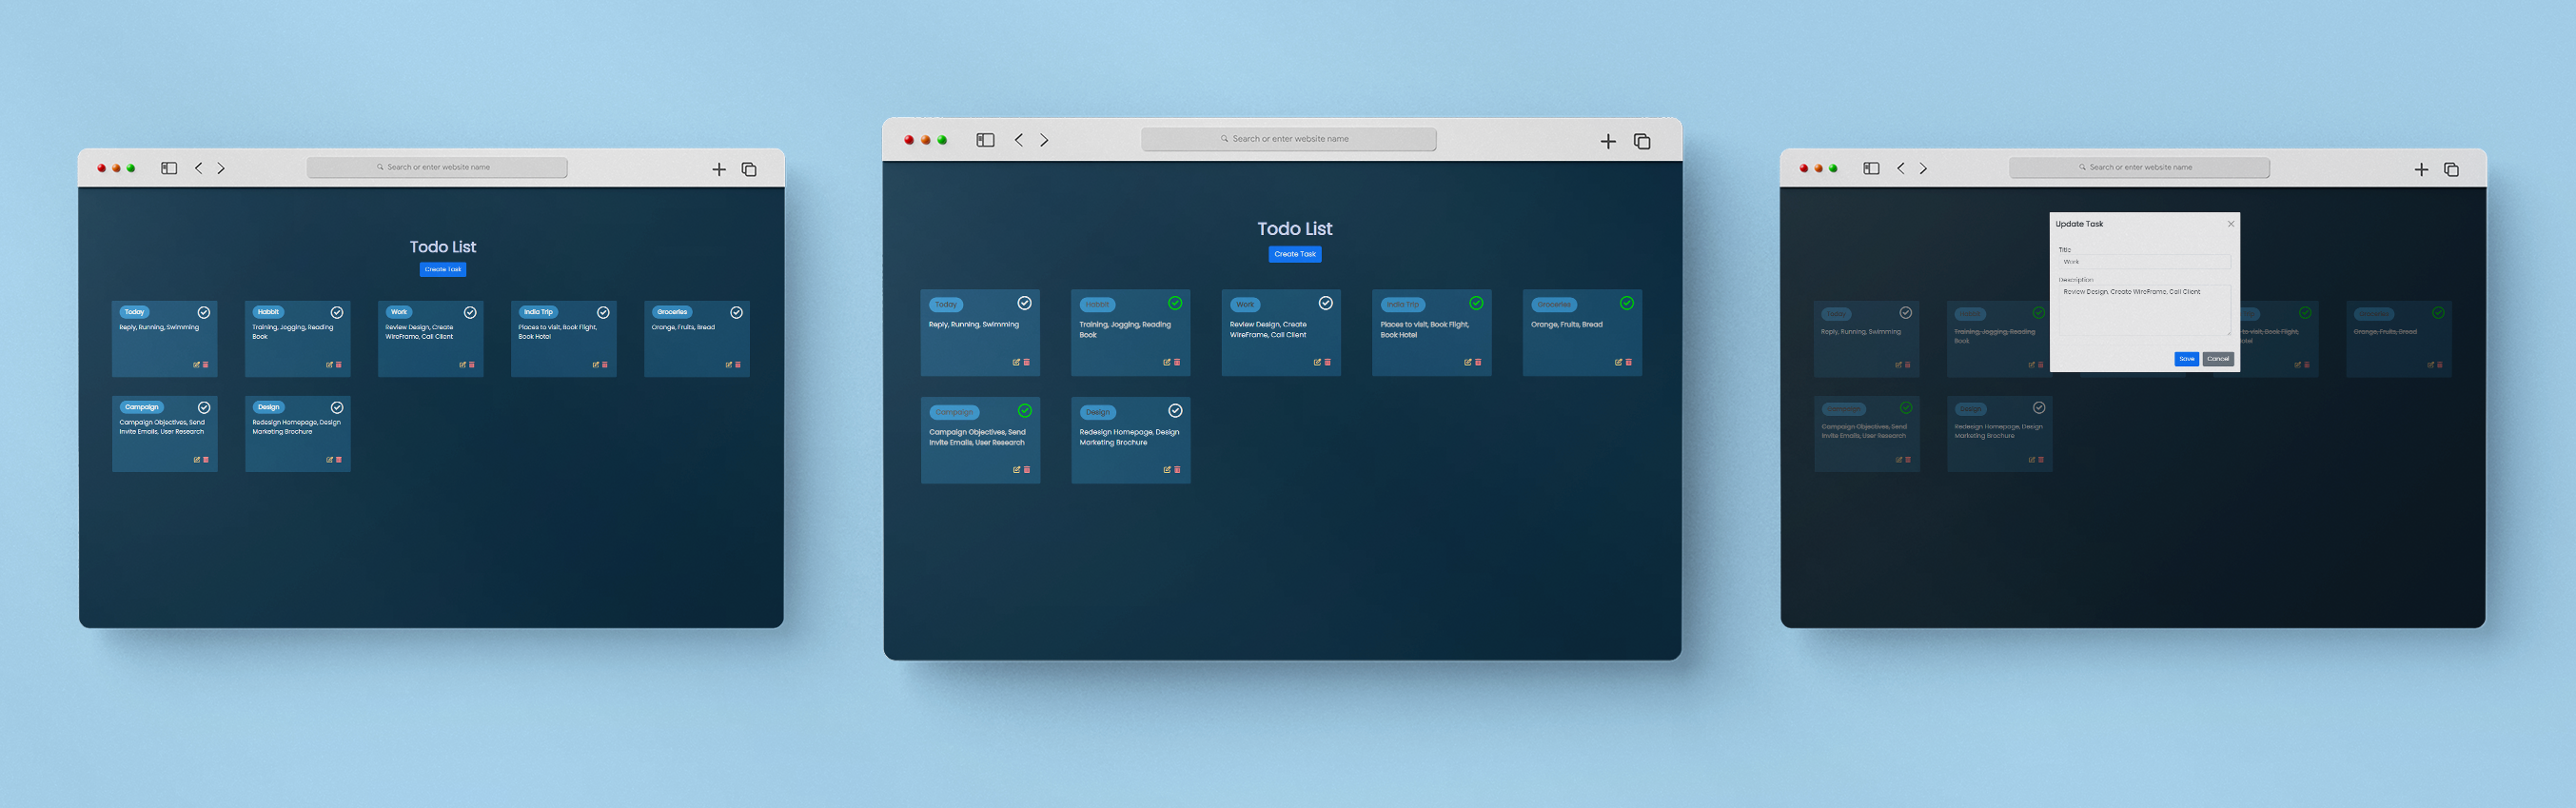 Search or enter website name
Todo List
Create Task
Today
Reply, Running, Swimming
Habbit
Training, Jogging, Reading
Book
Work
Review Design, Create
WireFrame, Call Client
India Trip
Places to visit, Book Flight,
Book Hotel
Groceries
Orange, Fruits, Bread
Campaign
Campaign Objectives, Send
Invite Emails, User Research
Design
Redesign Homepage, Design
Marketing Brochure
Search or enter website name
Todo List
Create Task
Today
Reply, Running, Swimming
Habbit
Training, Jogging, Reading
Book
Work
Review Design, Create
WireFrame, Call Client
India Trip
Places to visit, Book Flight,
Book Hotel
Groceries
Orange, Fruits, Bread
Campaign
Campaign Objectives, Send
Invite Emails, User Research
Design
Redesign Homepage, Design
Marketing Brochure
Search or enter website name
Update Task
Title
Work
Description
Review Design, Create WireFrame, Call Client
Save
Cancel
Today
Reply, Running, Swimming
Habbit
Training, Jogging, Reading
Book
Trip
to visit, Book Flight,
Hotel
Groceries
Orange, Fruits, Bread
Campaign
Campaign Objectives, Send
Invite Emails, User Research
Design
Redesign Homepage, Design
Marketing Brochure